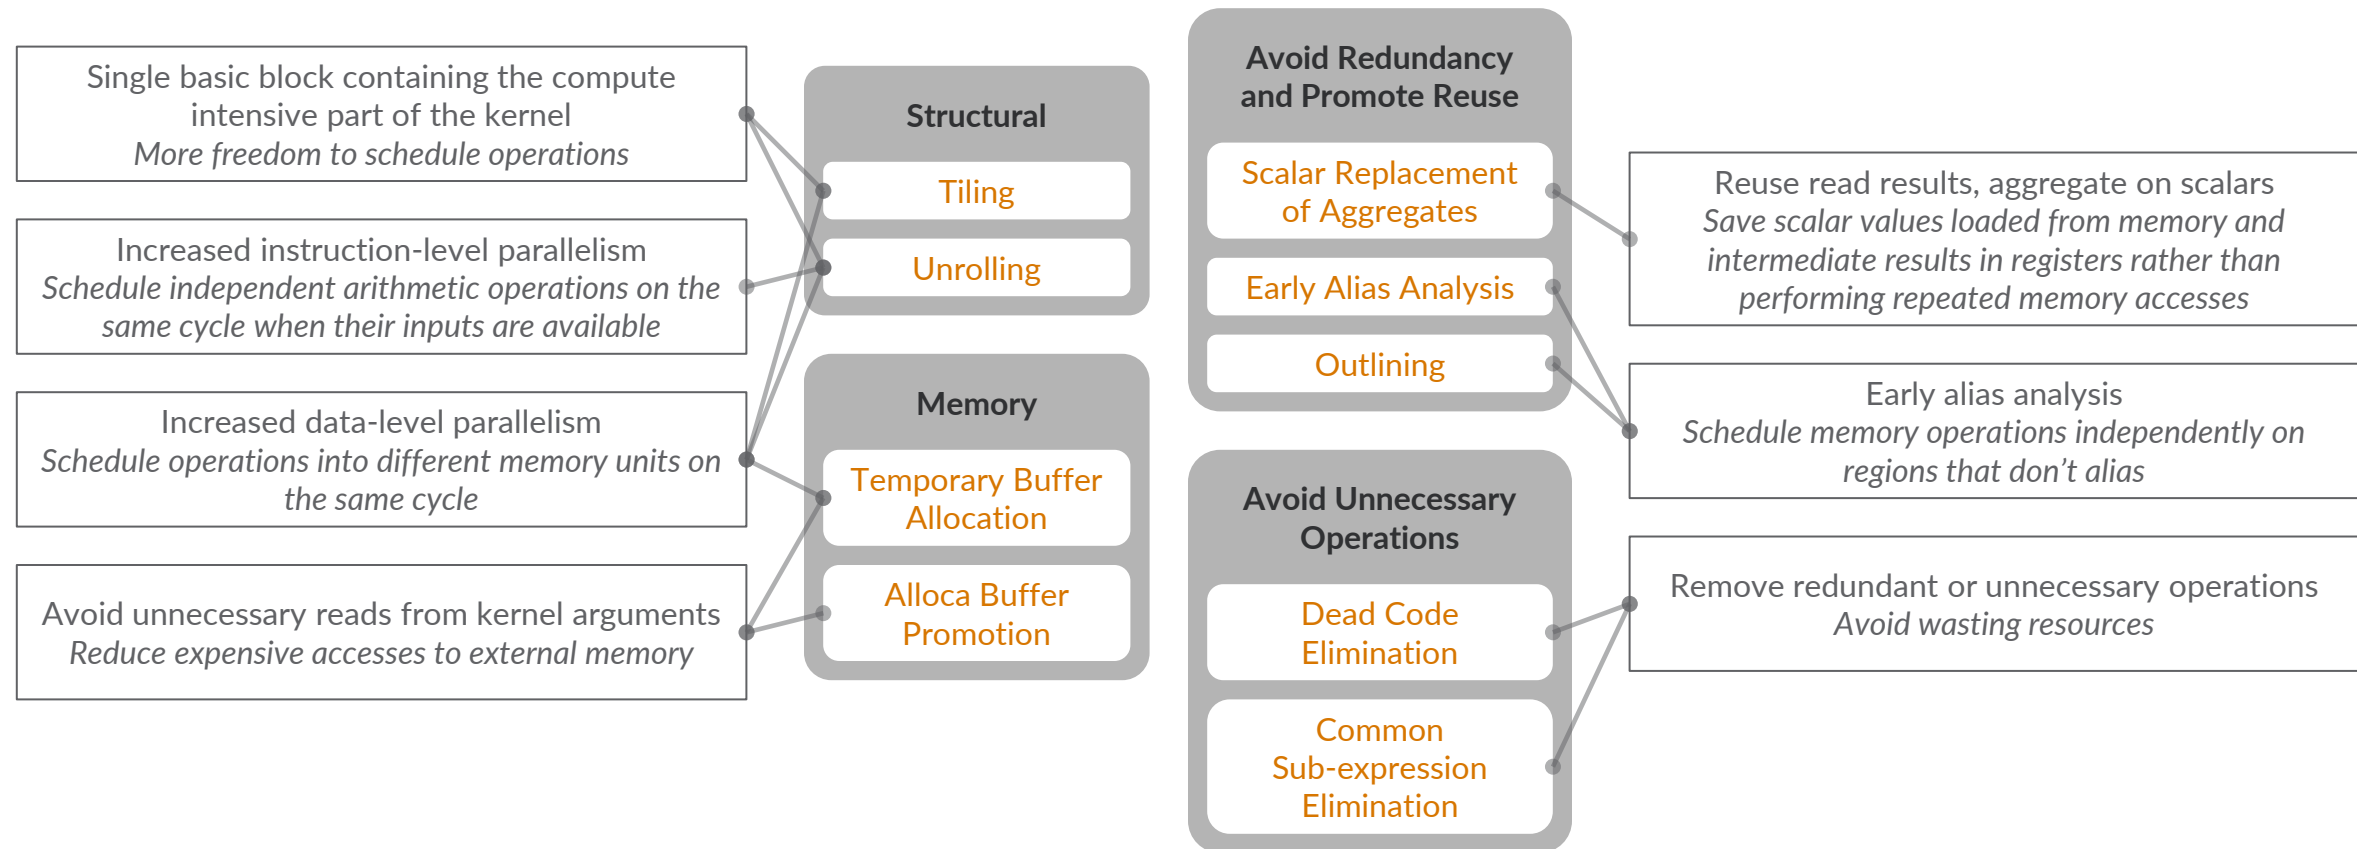 Single basic block containing the compute
intensive part of the kernel
More freedom to schedule operations
Increased instruction-level parallelism
Schedule independent arithmetic operations on the
same cycle when their inputs are available
Increased data-level parallelism
Schedule operations into different memory units on
the same cycle
Avoid unnecessary reads from kernel arguments
Reduce expensive accesses to external memory
Structural
Tiling
Unrolling
Memory
Temporary Buffer
Allocation
Alloca Buffer
Promotion
Avoid Redundancy
and Promote Reuse
Scalar Replacement
of Aggregates
Early Alias Analysis
Outlining
Avoid Unnecessary
Operations
Dead Code
Elimination
Common
Sub-expression
Elimination
Reuse read results, aggregate on scalars
Save scalar values loaded from memory and
intermediate results in registers rather than
performing repeated memory accesses
Early alias analysis
Schedule memory operations independently on
regions that don’t alias
Remove redundant or unnecessary operations
Avoid wasting resources